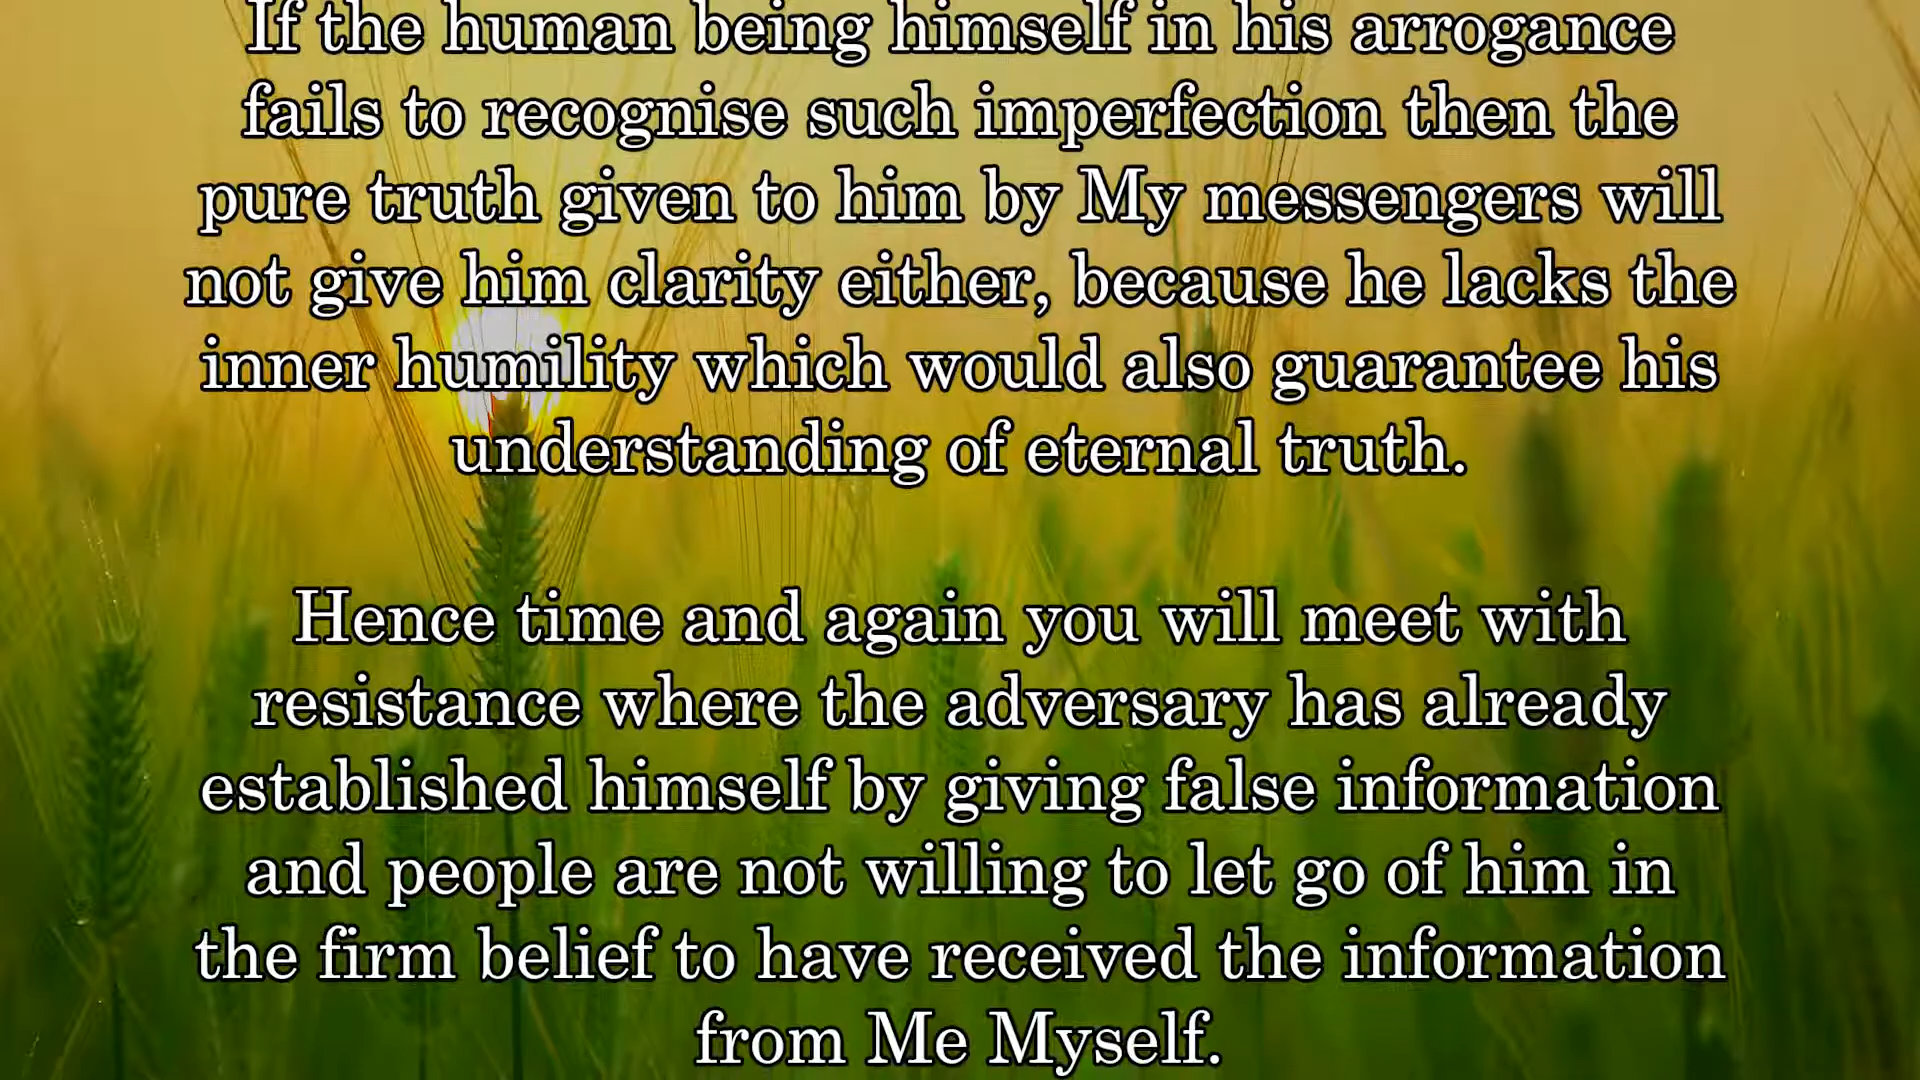 If the human being himself in his arrogance
fails to recognise such imperfection then the
pure truth given to him by My messengers will
not give him clarity either, because he lacks the
inner humility which would also guarantee his
understanding of eternal truth.
Hence time and again you will meet with
resistance where the adversary has already
established himself by giving false information
and people are not willing to let go of him in
the firm belief to have received the information
from Me Myself.